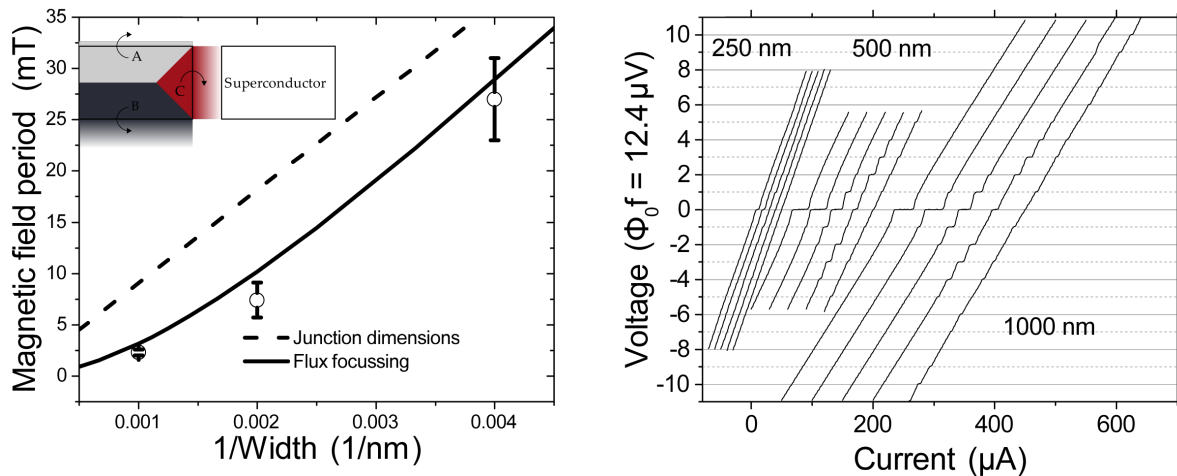 Magnetic field period (mT)
35
30
25
20
15
10
5
0
A
B
C
Superconductor
Junction dimensions
Flux focussing
0.001 0.002 0.003 0.004
1/Width (1/nm)
Voltage (Φ₀f = 12.4 µV)
10
8
6
4
2
0
-2
-4
-6
-8
-10
250 nm 500 nm
1000 nm
0 200 400 600
Current (µA)